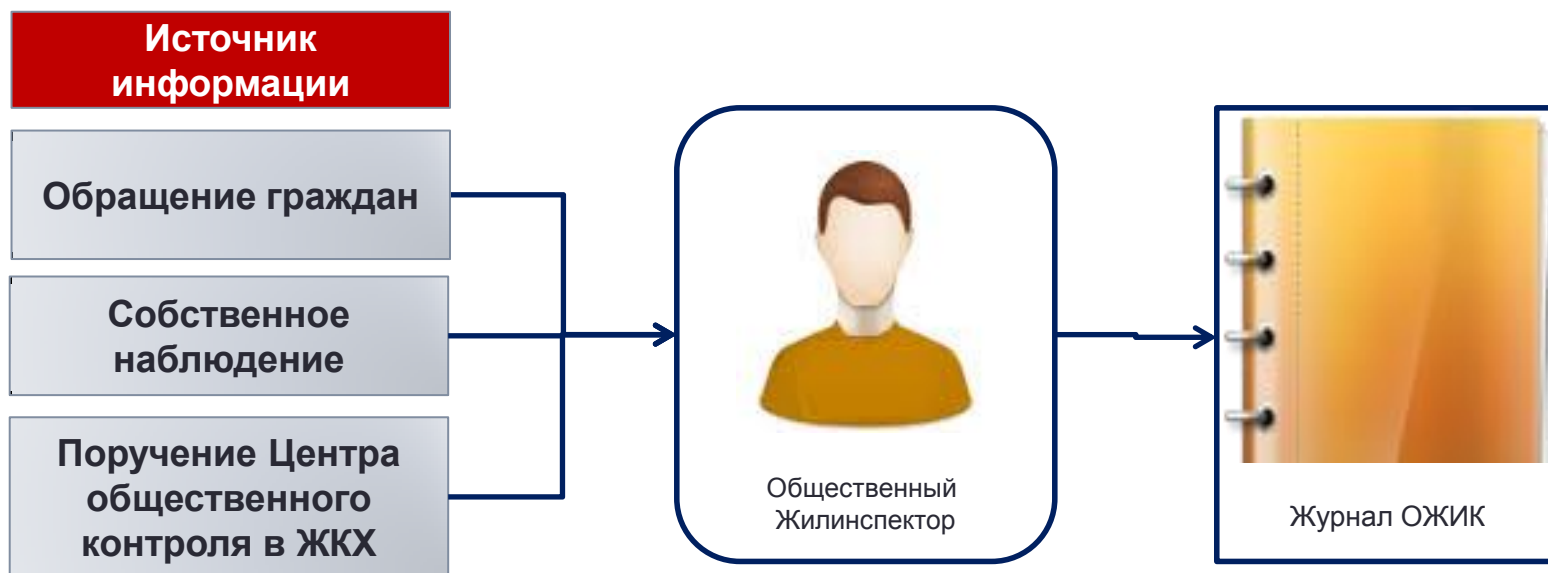 Источник
информации
Обращение граждан
Собственное
наблюдение
Поручение Центра
общественного
контроля в ЖКХ
Общественный
Жилинспектор
Журнал ОЖИК